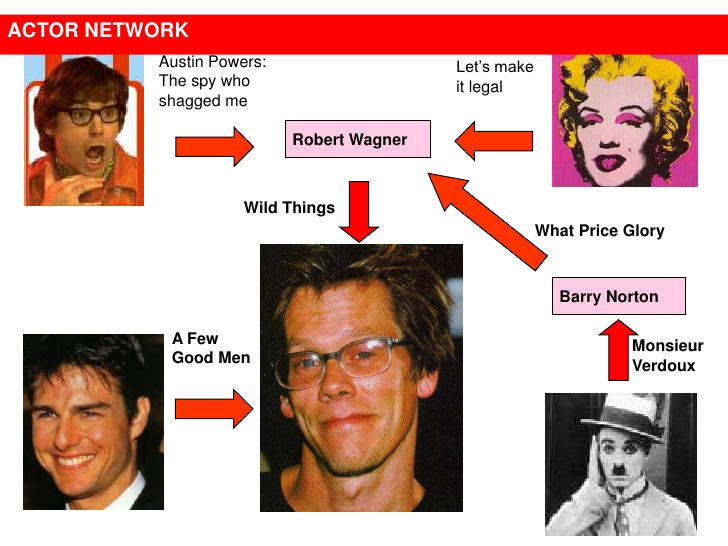 ACTOR NETWORK
Austin Powers:
The spy who
shagged me
Let's make
it legal
Robert Wagner
Wild Things
What Price Glory
Barry Norton
A Few
Good Men
Monsieur
Verdoux